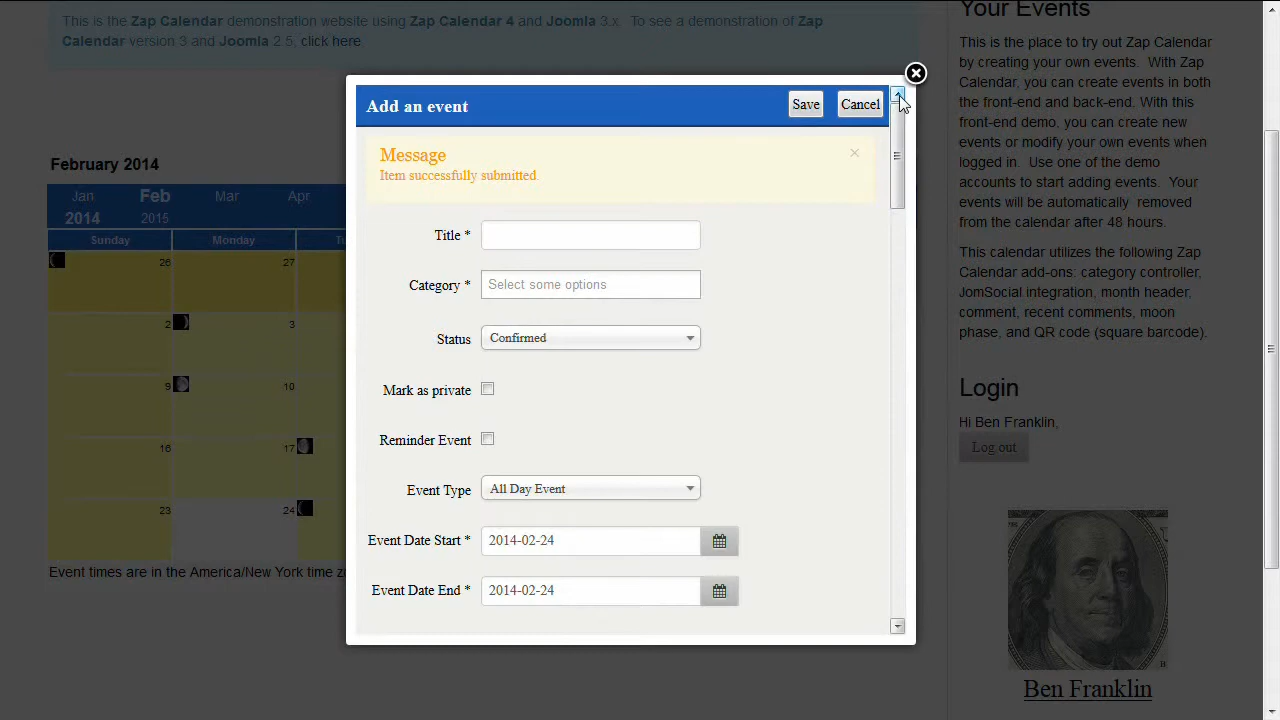 This is the Zap Calendar demonstration website using Zap Calendar 4 and Joomla 3.x. To see a demonstration of Zap
Calendar version 3 and Joomla 2.5, click here.
February 2014
Jan Feb Mar Apr
2014 2015
Sunday Monday Tu
26 27
2 3
9 10
16 17
23 24
Event times are in the America/New York time z
Add an event
Save Cancel
Message ×
Item successfully submitted.
Title *
Category * Select some options
Status Confirmed
Mark as private
Reminder Event
Event Type All Day Event
Event Date Start * 2014-02-24
Event Date End * 2014-02-24
Your Events
This is the place to try out Zap Calendar
by creating your own events. With Zap
Calendar, you can create events in both
the front-end and back-end. With this
front-end demo, you can create new
events or modify your own events when
logged in. Use one of the demo
accounts to start adding events. Your
events will be automatically removed
from the calendar after 48 hours.
This calendar utilizes the following Zap
Calendar add-ons: category controller,
JomSocial integration, month header,
comment, recent comments, moon
phase, and QR code (square barcode).
Login
Hi Ben Franklin,
Log out
Ben Franklin